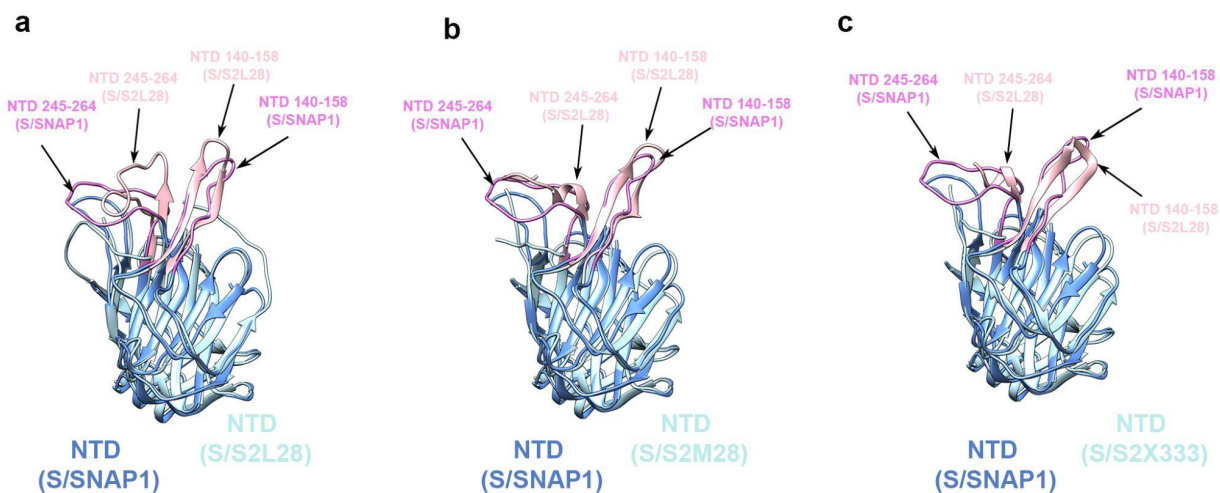 a
NTD 140-158
(S/S2L28)
NTD 245-264
(S/S2L28)
NTD 245-264
(S/SNAP1)
NTD 140-158
(S/SNAP1)
NTD
(S/SNAP1)
NTD
(S/S2L28)
b
NTD 140-158
(S/S2L28)
NTD 245-264
(S/SNAP1)
NTD 245-264
(S/S2L28)
NTD 140-158
(S/SNAP1)
NTD
(S/SNAP1)
NTD
(S/S2M28)
c
NTD 245-264
(S/SNAP1)
NTD 245-264
(S/S2L28)
NTD 140-158
(S/SNAP1)
NTD 140-158
(S/S2L28)
NTD
(S/SNAP1)
NTD
(S/S2X333)